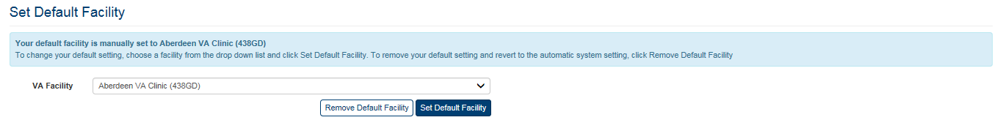 Set Default Facility
Your default facility is manually set to Aberdeen VA Clinic (438GD)
To change your default setting, choose a facility from the drop down list and click Set Default Facility. To remove your default setting and revert to the automatic system setting, click Remove Default Facility
VA Facility Aberdeen VA Clinic (438GD)
Remove Default Facility Set Default Facility